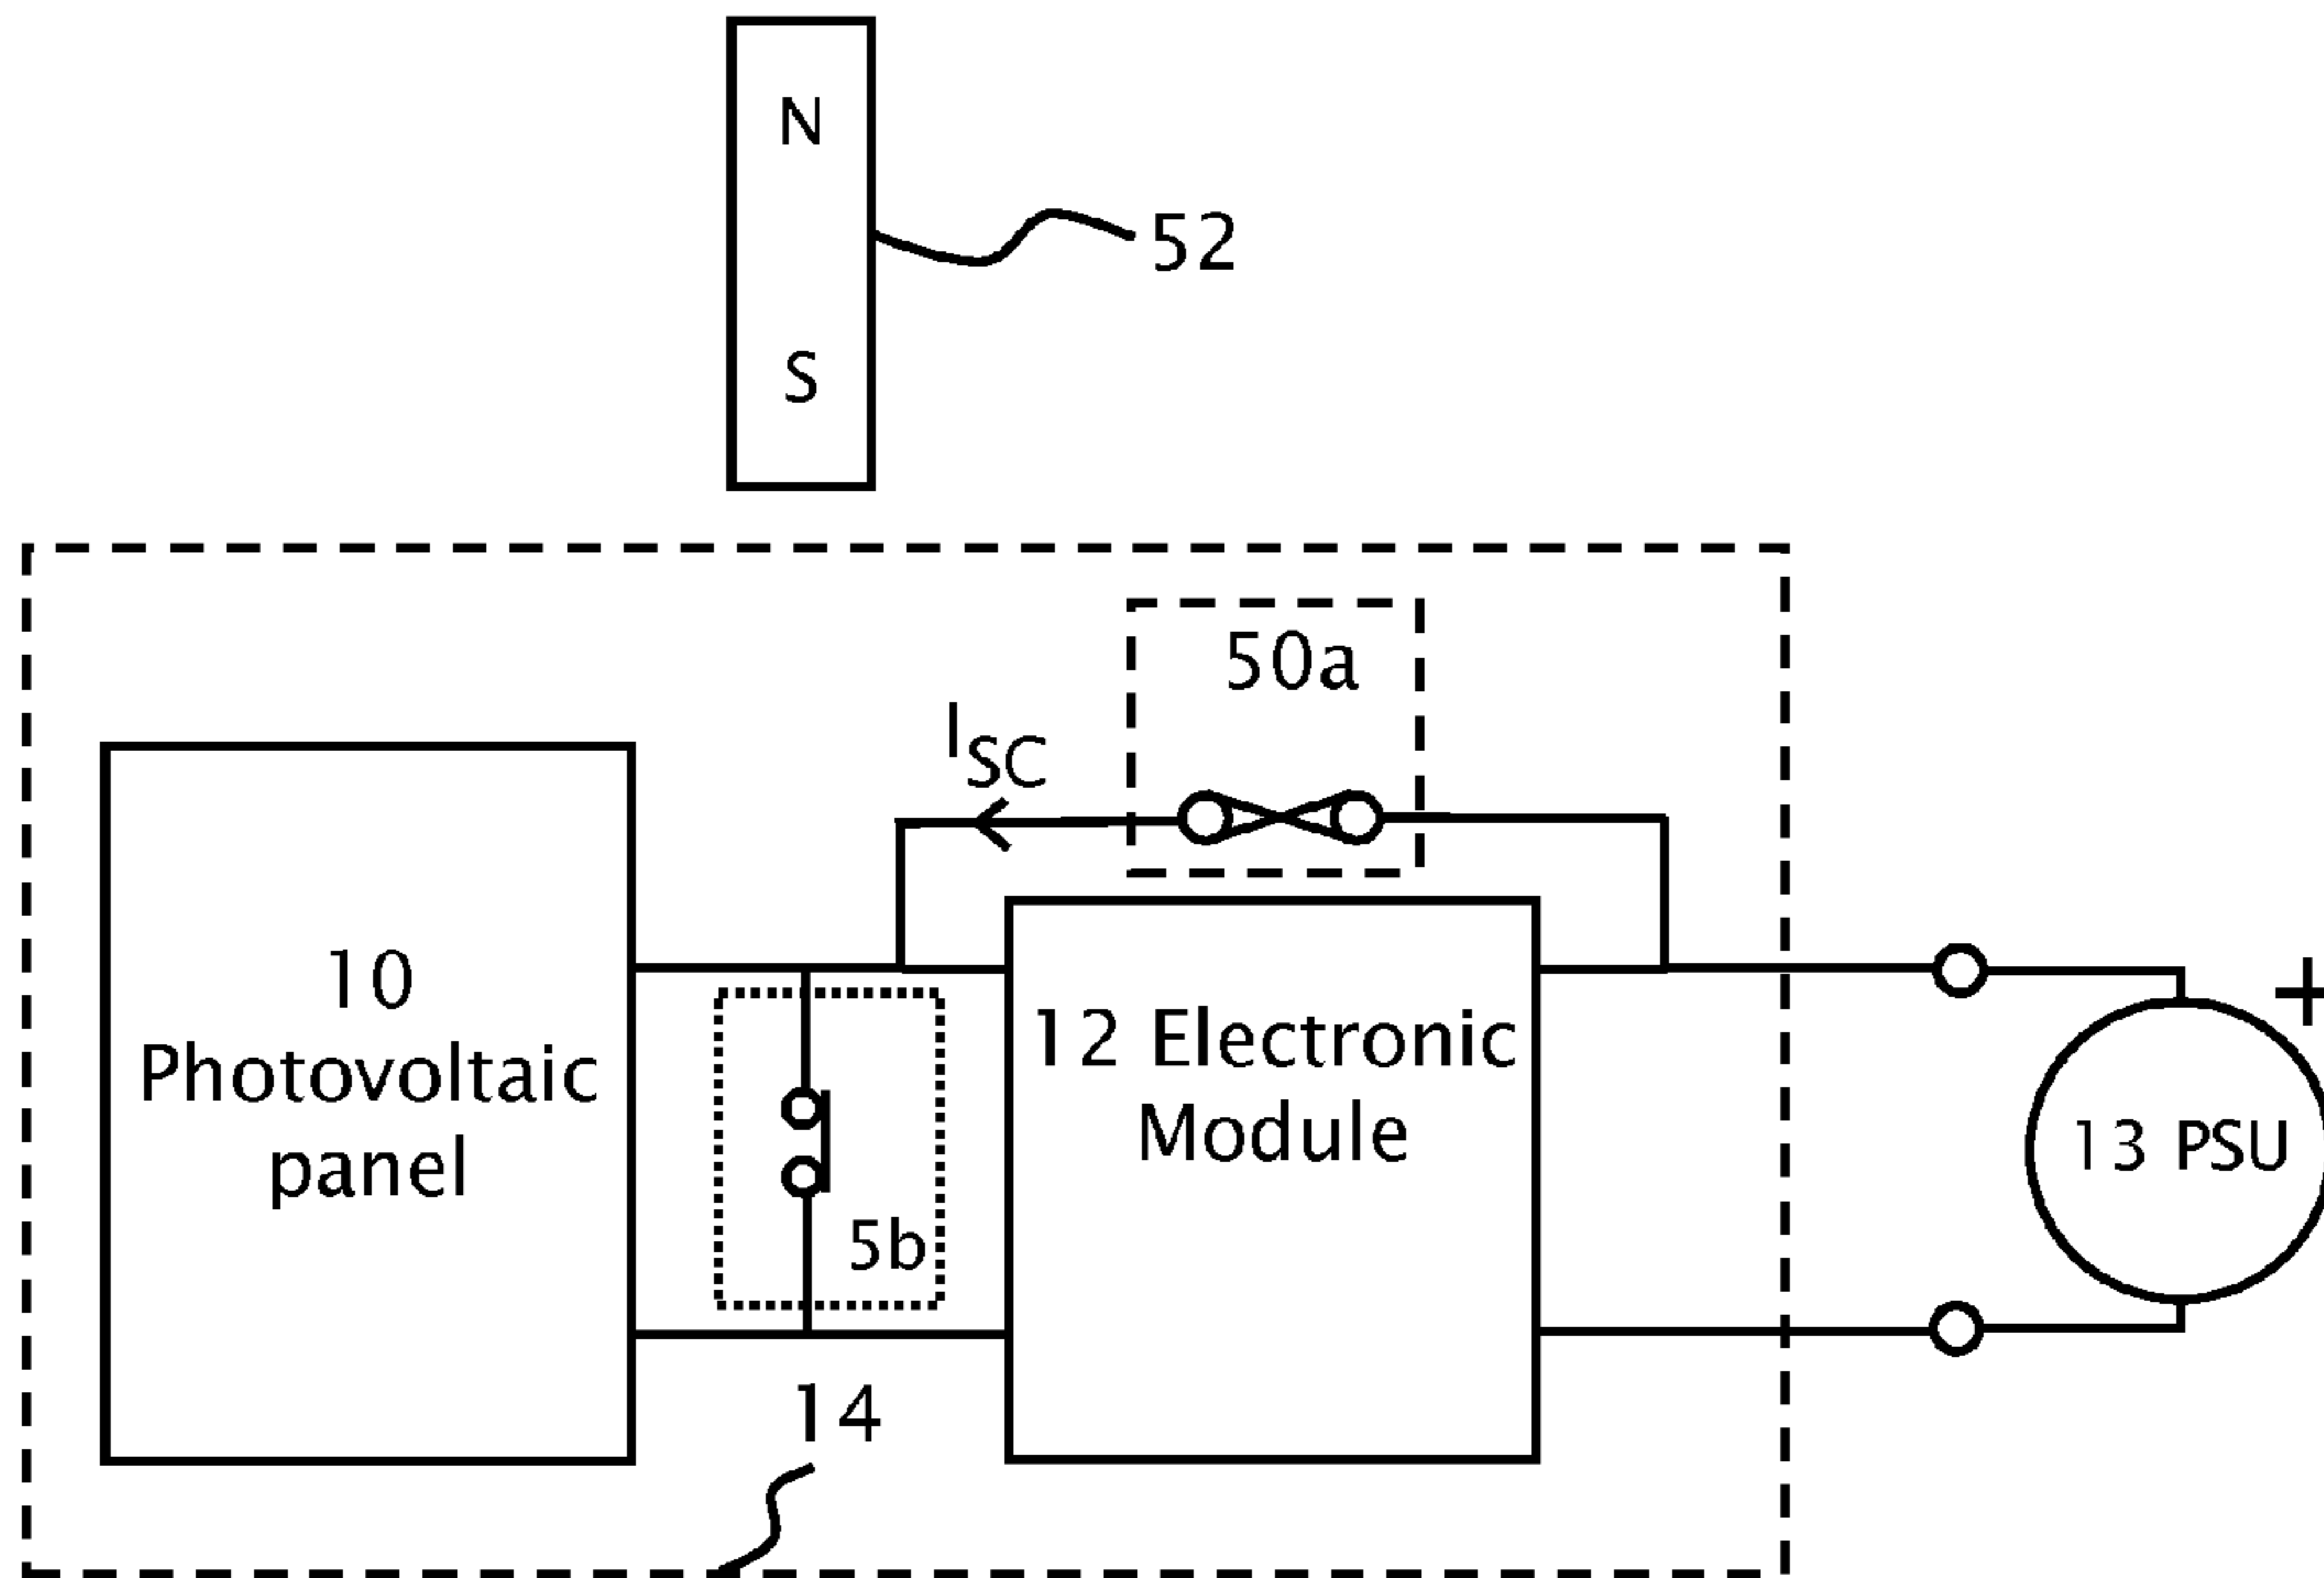 N
S
52
50a
ISC
10
Photovoltaic
panel
12 Electronic
Module
5b
14
+
13 PSU